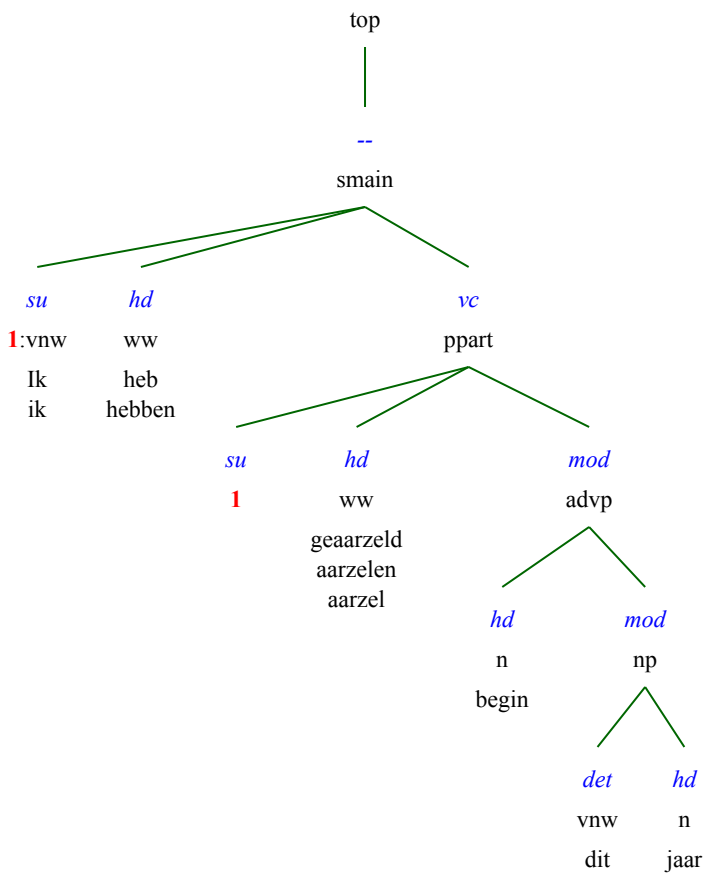 top
--
smain
su hd vc
1:vnw ww ppart
Ik heb
ik hebben
su hd mod
1 ww advp
geaarzeld
aarzelen
aarzel
hd mod
n np
begin
det hd
vnw n
dit jaar